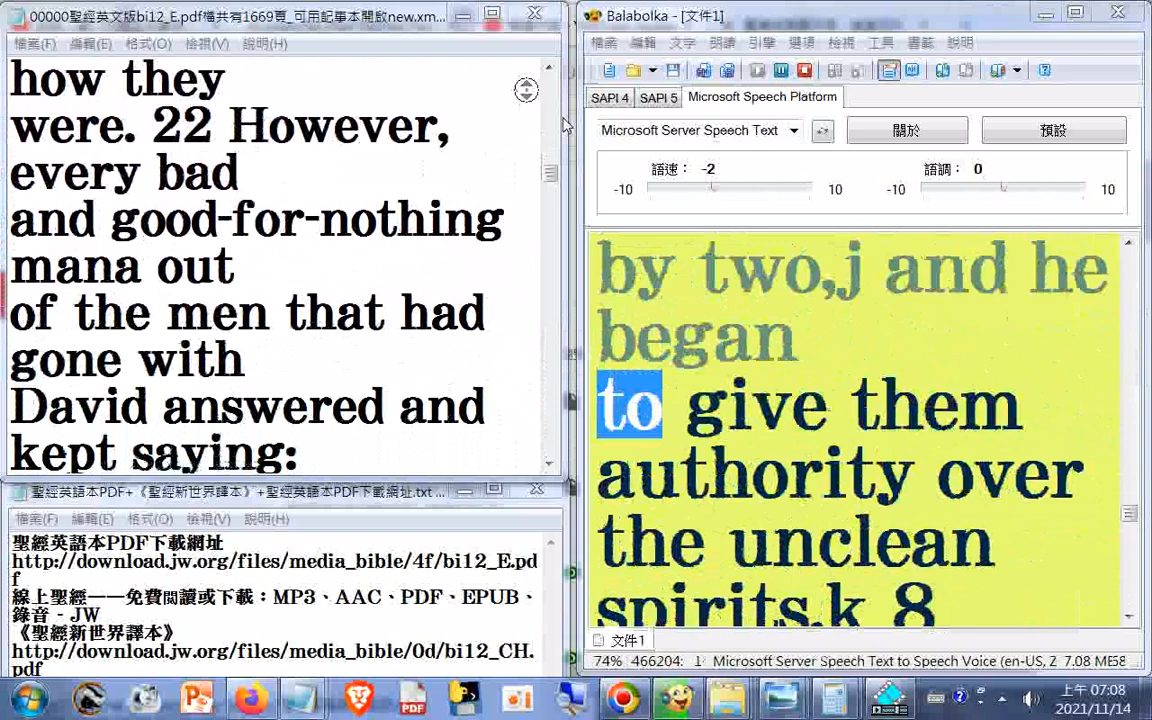 00000聖經英文版bi12_E.pdf檔共有1669頁_可用記事本開啟new.xm...
檔案(F) 編輯(E) 格式(O) 檢視(V) 說明(H)
how they
were. 22 However,
every bad
and good-for-nothing
mana out
of the men that had
gone with
David answered and
kept saying:
聖經英語本PDF+《聖經新世界譯本》+聖經英語本PDF下載網址.txt ...
檔案(F) 編輯(E) 格式(O) 檢視(V) 說明(H)
聖經英語本PDF下載網址
http://download.jw.org/files/media_bible/4f/bi12_E.pd
f
線上聖經——免費閱讀或下載：MP3、AAC、PDF、EPUB、
錄音 - JW
《聖經新世界譯本》
http://download.jw.org/files/media_bible/0d/bi12_CH.
pdf
Balabolka - [文件1]
檔案 編輯 文字 朗讀 引擎 選項 檢視 工具 書籤 說明
SAPI 4 SAPI 5 Microsoft Speech Platform
Microsoft Server Speech Text 關於 預設
語速： -2 語調： 0
-10 10 -10 10
by two,j and he
began
to give them
authority over
the unclean
spirits.k 8
文件1
74% 466204: 1 Microsoft Server Speech Text to Speech Voice (en-US, Z 7.08 ME58
上午 07:08
2021/11/14